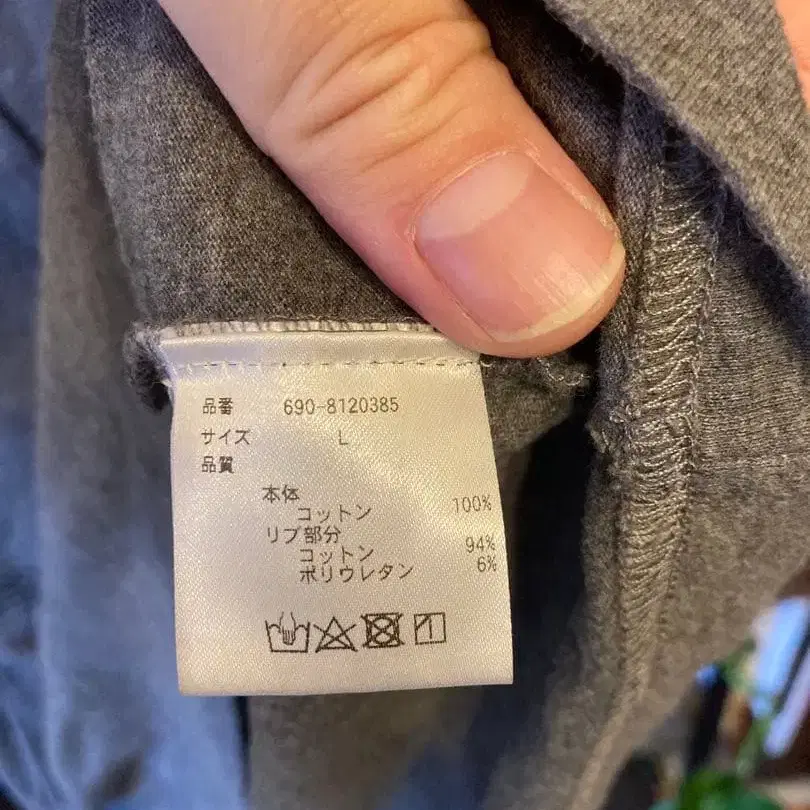 品番 690-8120385
サイズ L
品質
本体
コットン 100%
リブ部分
コットン 94%
ポリウレタン 6%